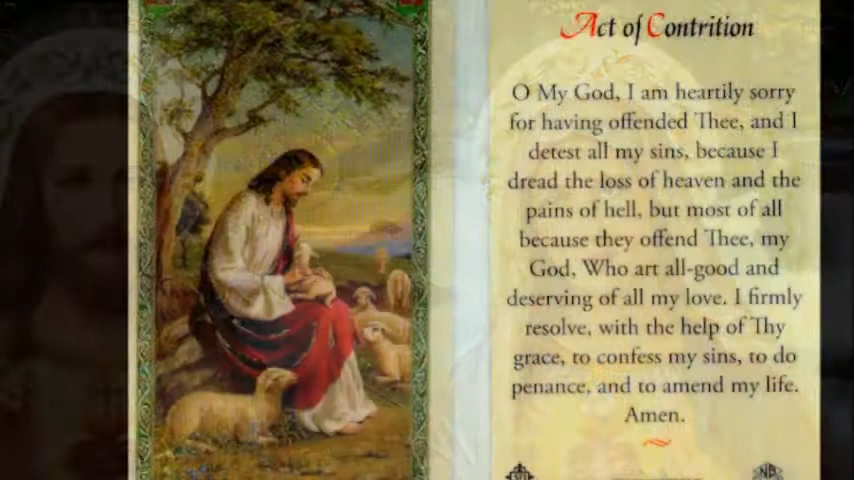 Act of Contrition
O My God, I am heartily sorry
for having offended Thee, and I
detest all my sins, because I
dread the loss of heaven and the
pains of hell, but most of all
because they offend Thee, my
God, Who art all-good and
deserving of all my love. I firmly
resolve, with the help of Thy
grace, to confess my sins, to do
penance, and to amend my life.
Amen.